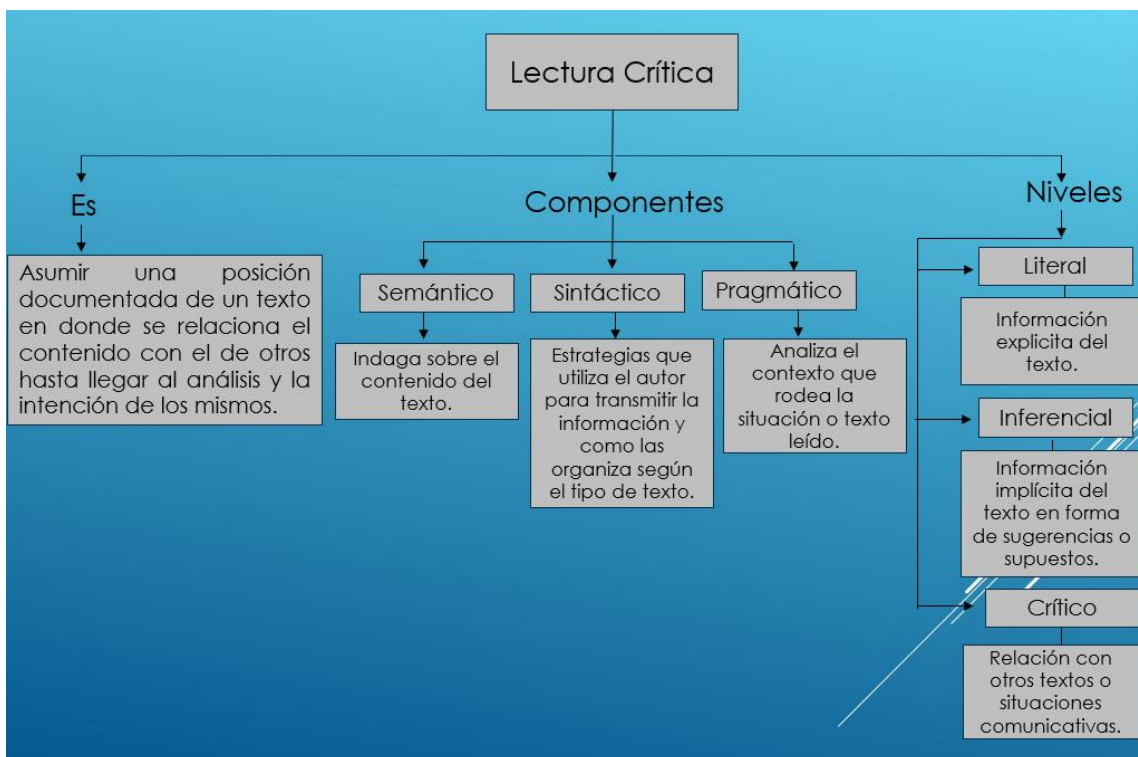 Lectura Crítica
Es
Asumir una posición
documentada de un texto
en donde se relaciona el
contenido con el de otros
hasta llegar al análisis y la
intención de los mismos.
Componentes
Semántico
Indaga sobre el
contenido del
texto.
Sintáctico
Estrategias que
utiliza el autor
para transmitir la
información y
como las
organiza según
el tipo de texto.
Pragmático
Analiza el
contexto que
rodea la
situación o texto
leído.
Niveles
Literal
Información
explicita del
texto.
Inferencial
Información
implícita del
texto en forma
de sugerencias o
supuestos.
Crítico
Relación con
otros textos o
situaciones
comunicativas.